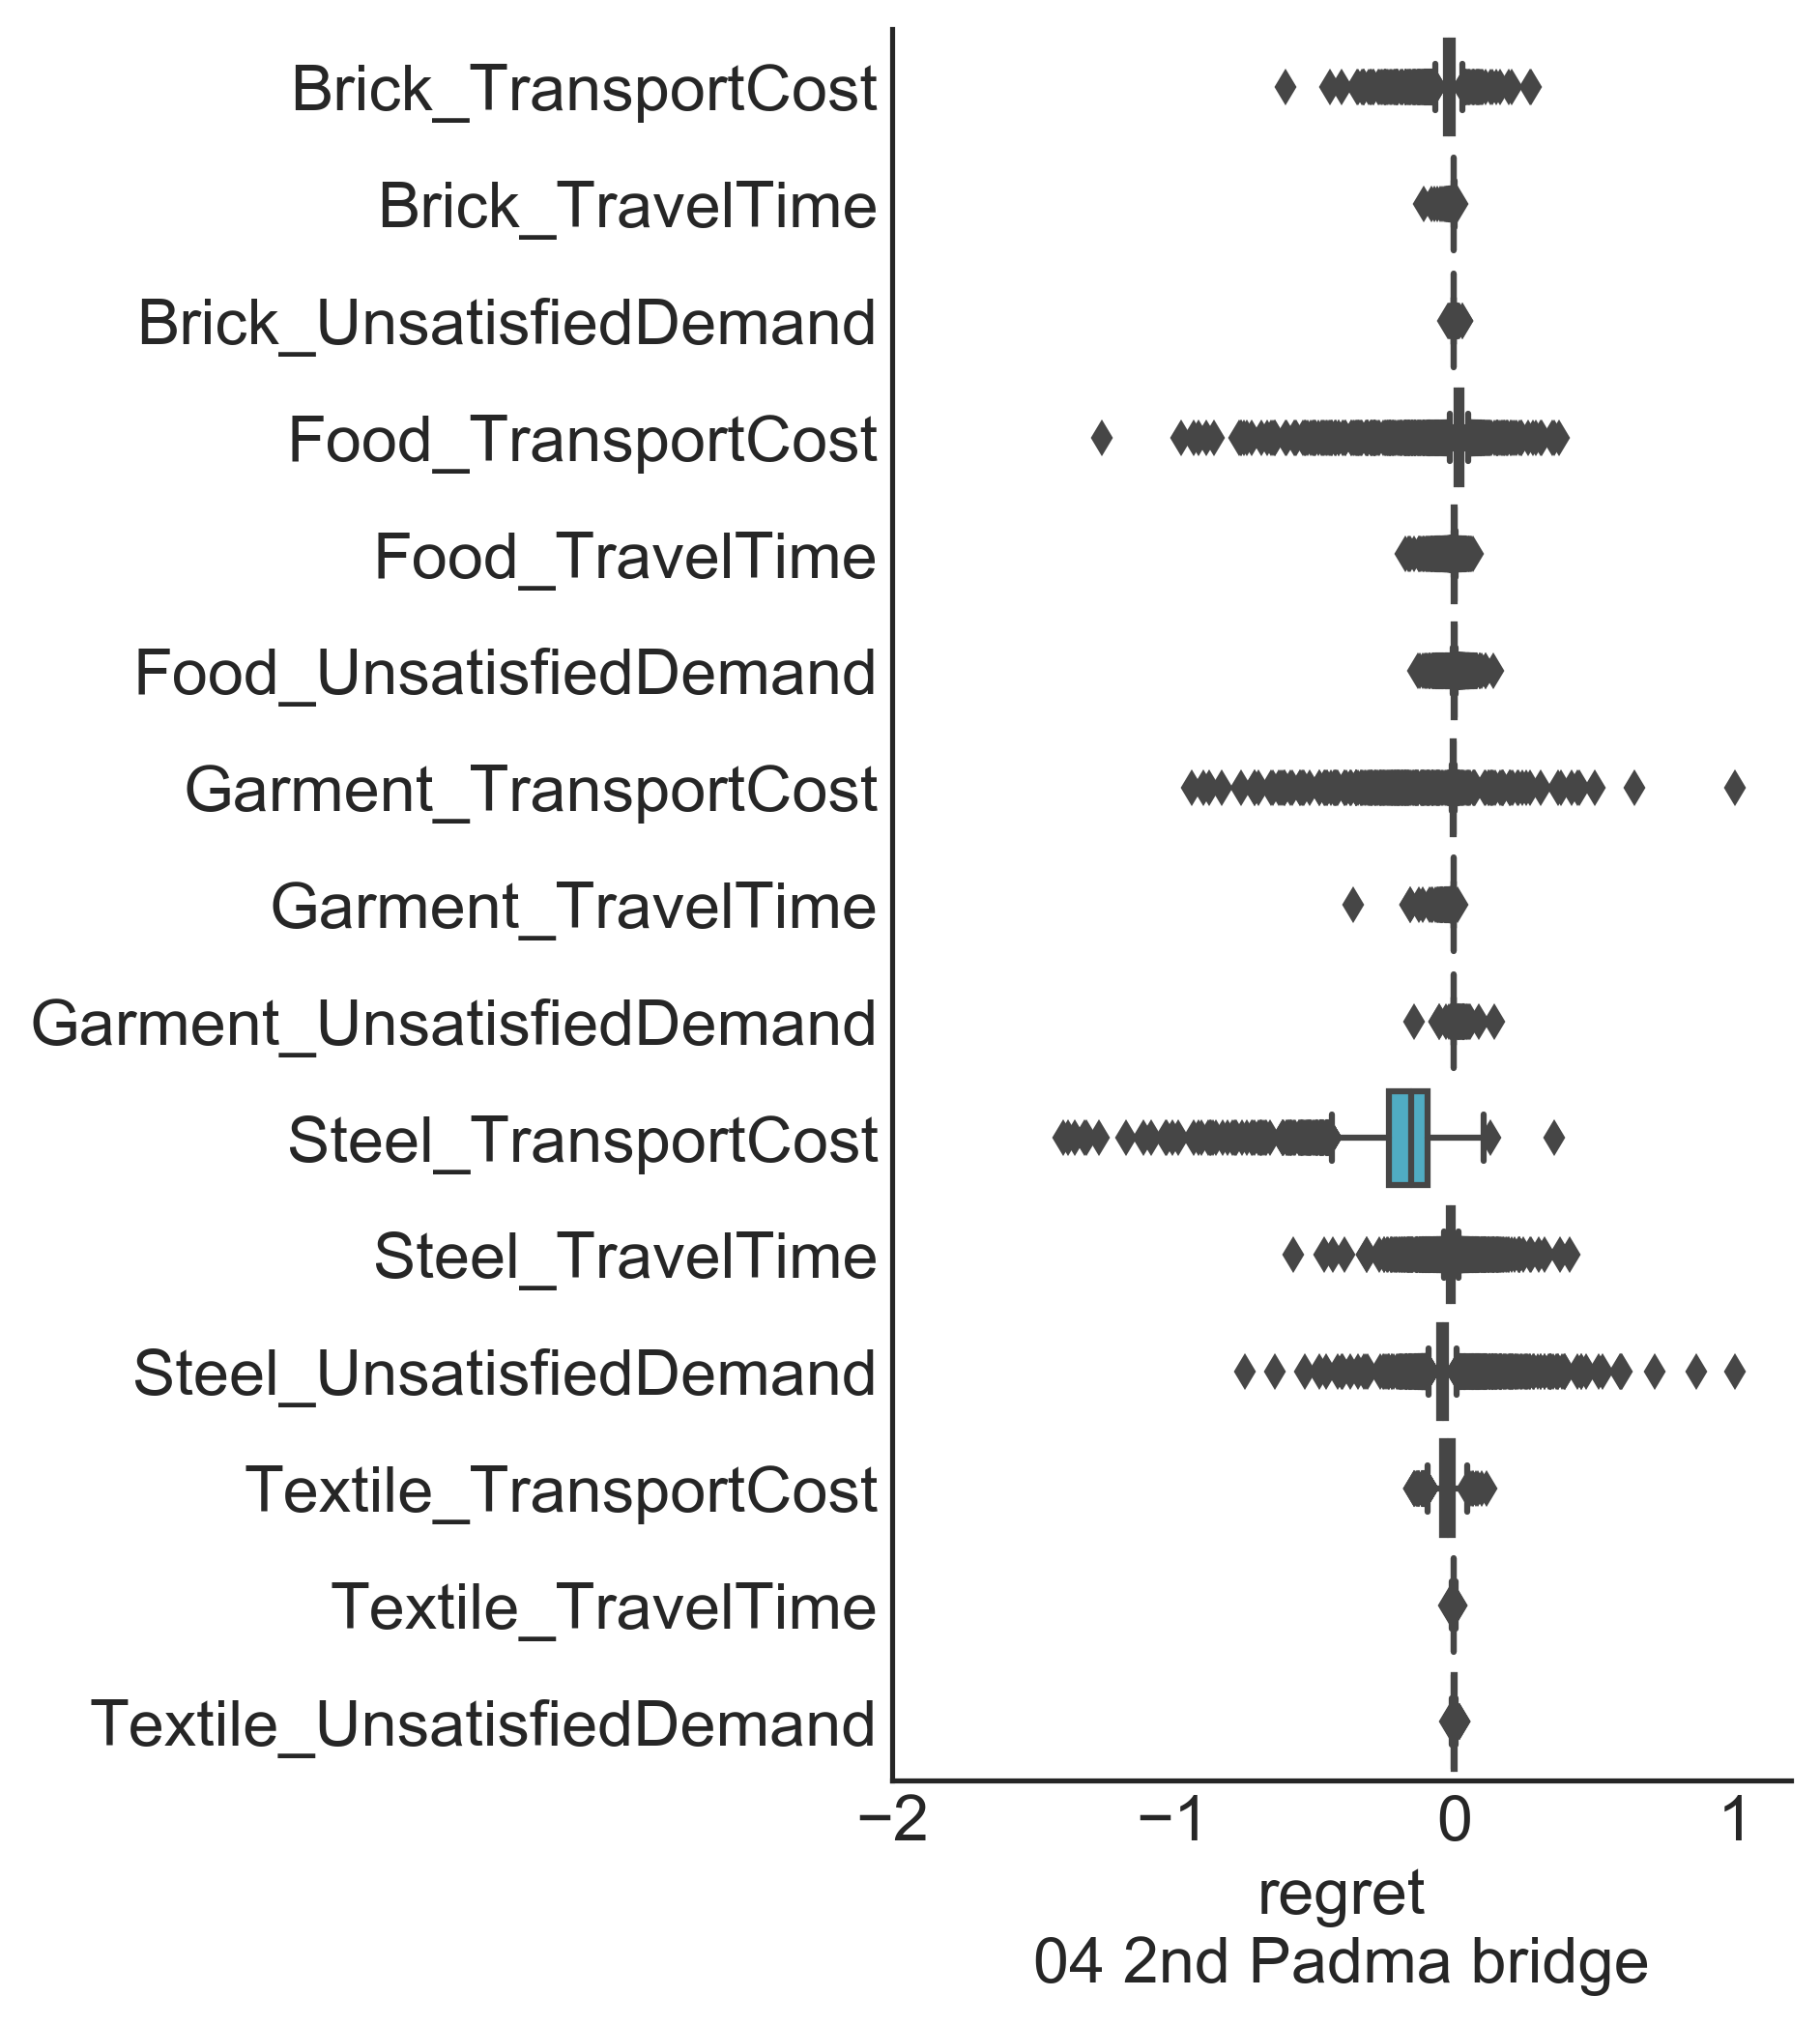 Brick_TransportCost
Brick_TravelTime
Brick_UnsatisfiedDemand
Food_TransportCost
Food_TravelTime
Food_UnsatisfiedDemand
Garment_TransportCost
Garment_TravelTime
Garment_UnsatisfiedDemand
Steel_TransportCost
Steel_TravelTime
Steel_UnsatisfiedDemand
Textile_TransportCost
Textile_TravelTime
Textile_UnsatisfiedDemand
−2 −1 0 1
regret
04 2nd Padma bridge